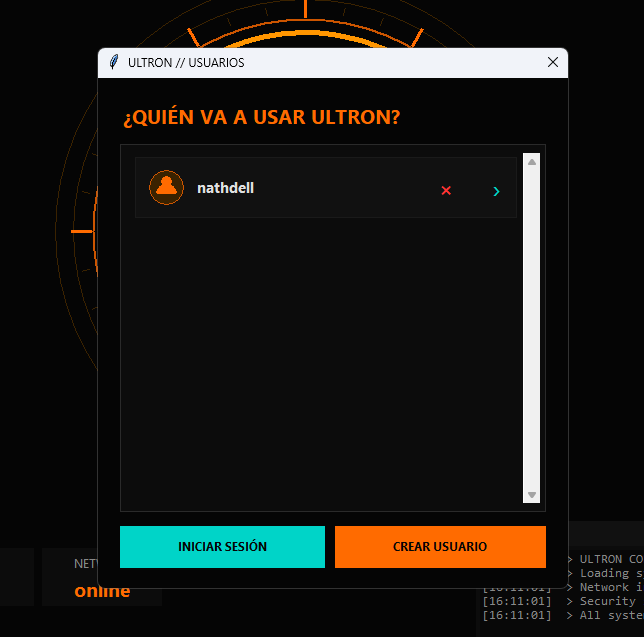 ULTRON // USUARIOS
¿QUIÉN VA A USAR ULTRON?
nathdell
INICIAR SESIÓN
CREAR USUARIO
online
> ULTRON CO
> Loading s
[16:11:01] > Network i
[16:11:01] > Security
[16:11:01] > All syste